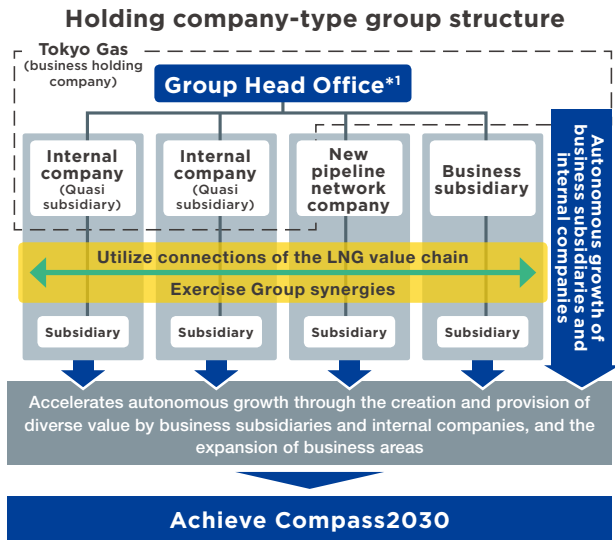 Holding company-type group structure
Tokyo Gas
(business holding
company)
Group Head Office*1
Internal
company
(Quasi
subsidiary)
Internal
company
(Quasi
subsidiary)
New
pipeline
network
company
Business
subsidiary
Autonomous growth of
business subsidiaries and
internal companies
Utilize connections of the LNG value chain
Exercise Group synergies
Subsidiary
Subsidiary
Subsidiary
Subsidiary
Accelerates autonomous growth through the creation and provision of
diverse value by business subsidiaries and internal companies, and the
expansion of business areas
Achieve Compass2030